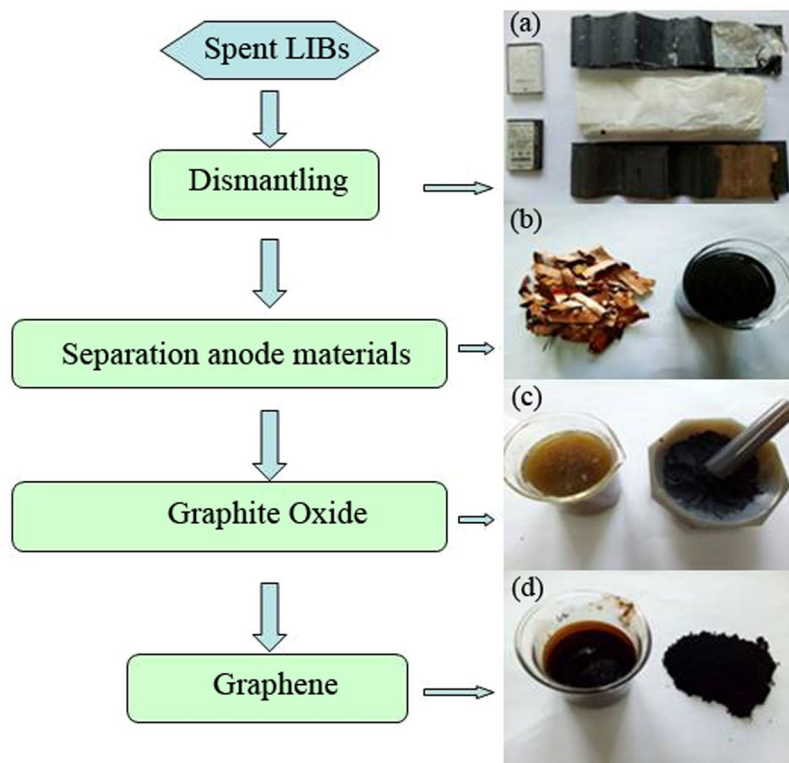 Spent LIBs
(a)
Dismantling
(b)
Separation anode materials
(c)
Graphite Oxide
(d)
Graphene